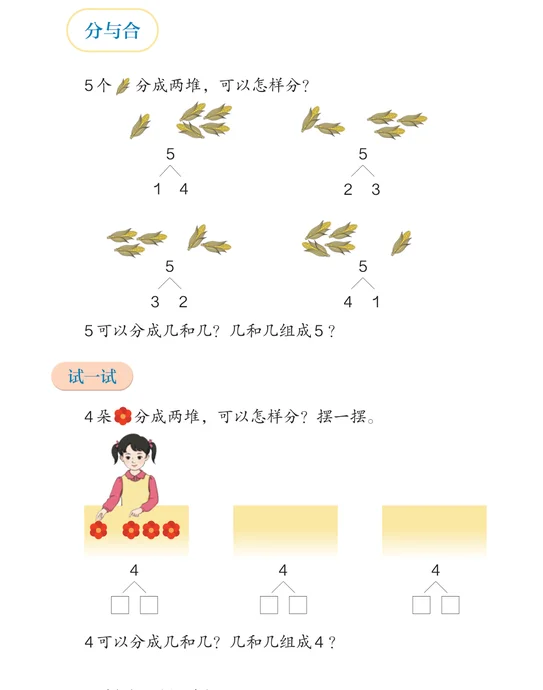 分与合
5个分成两堆，可以怎样分？
5 5
1 4 2 3
5 5
3 2 4 1
5可以分成几和几？几和几组成5？
试一试
4朵分成两堆，可以怎样分？摆一摆。
4 4 4
4可以分成几和几？几和几组成4？